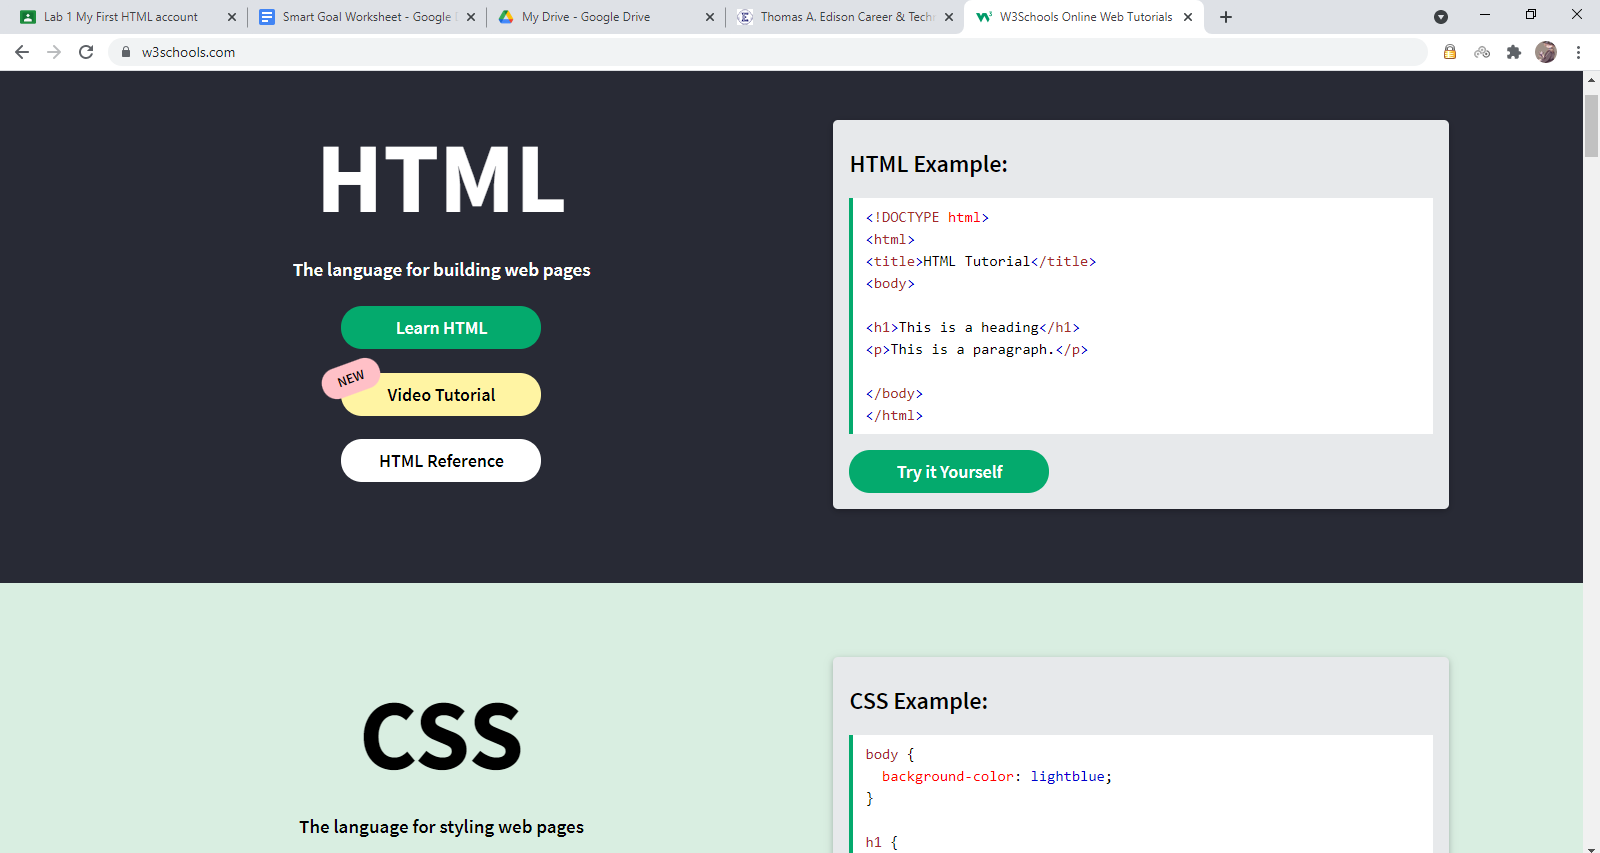 Lab 1 My First HTML account
Smart Goal Worksheet - Google
My Drive - Google Drive
Thomas A. Edison Career & Tech
W3Schools Online Web Tutorials
w3schools.com
HTML
The language for building web pages
Learn HTML
NEW
Video Tutorial
HTML Reference
HTML Example:
<!DOCTYPE html>
<html>
<title>HTML Tutorial</title>
<body>
<h1>This is a heading</h1>
<p>This is a paragraph.</p>
</body>
</html>
Try it Yourself
CSS
The language for styling web pages
CSS Example:
body {
background-color: lightblue;
}
h1 {